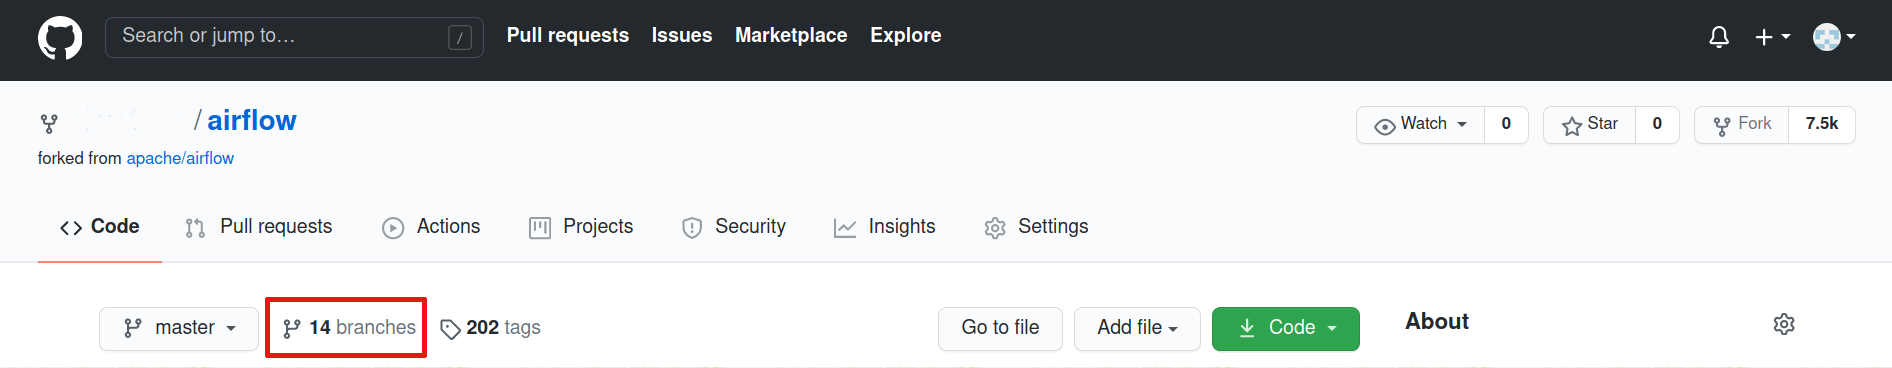 Search or jump to… / Pull requests Issues Marketplace Explore
/ airflow Watch 0 Star 0 Fork 7.5k
forked from apache/airflow
Code Pull requests Actions Projects Security Insights Settings
master 14 branches 202 tags Go to file Add file Code About